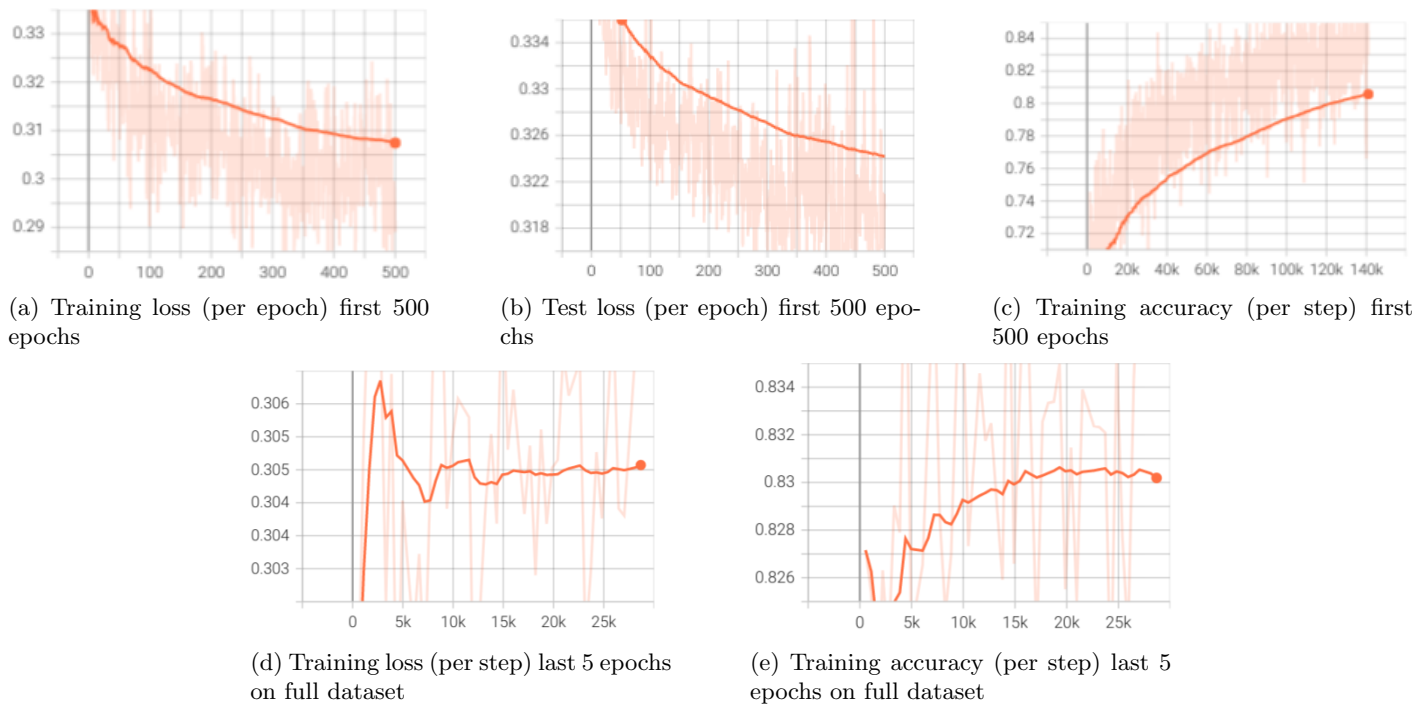 0.33
0.32
0.31
0.3
0.29
0 100 200 300 400 500
(a) Training loss (per epoch) first 500
epochs
0.334
0.33
0.326
0.322
0.318
0 100 200 300 400 500
(b) Test loss (per epoch) first 500 epo-
chs
0.84
0.82
0.8
0.78
0.76
0.74
0.72
0 20k 40k 60k 80k 100k 120k 140k
(c) Training accuracy (per step) first
500 epochs
0.306
0.305
0.305
0.304
0.304
0.303
0 5k 10k 15k 20k 25k
(d) Training loss (per step) last 5 epochs
on full dataset
0.834
0.832
0.83
0.828
0.826
0 5k 10k 15k 20k 25k
(e) Training accuracy (per step) last 5
epochs on full dataset